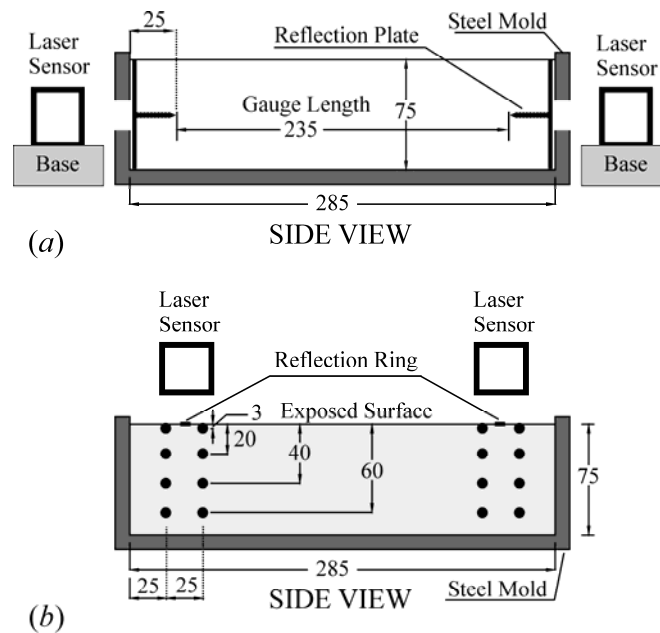 25
Laser
Sensor
Reflection Plate
Steel Mold
Laser
Sensor
Gauge Length
75
235
Base
Base
285
(a)
SIDE VIEW
Laser
Sensor
Laser
Sensor
Reflection Ring
3
Exposed Surface
20
40
60
75
25
25
285
SIDE VIEW
Steel Mold
(b)